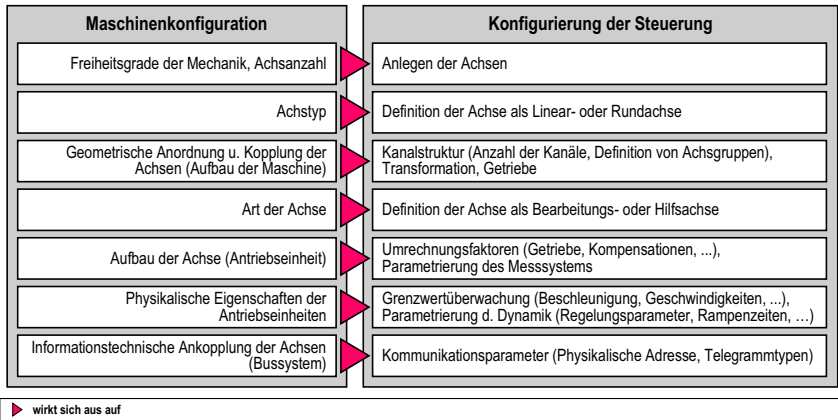 Maschinenkonfiguration
Konfigurierung der Steuerung
Freiheitsgrade der Mechanik, Achsanzahl
Anlegen der Achsen
Achstyp
Definition der Achse als Linear- oder Rundachse
Geometrische Anordnung u. Kopplung der
Achsen (Aufbau der Maschine)
Kanalstruktur (Anzahl der Kanäle, Definition von Achsgruppen),
Transformation, Getriebe
Art der Achse
Definition der Achse als Bearbeitungs- oder Hilfsachse
Aufbau der Achse (Antriebseinheit)
Umrechnungsfaktoren (Getriebe, Kompensationen, ...),
Parametrierung des Messsystems
Physikalische Eigenschaften der
Antriebseinheiten
Grenzwertüberwachung (Beschleunigung, Geschwindigkeiten, ...),
Parametrierung d. Dynamik (Regelungsparameter, Rampenzeiten, …)
Informationstechnische Ankopplung der Achsen
(Bussystem)
Kommunikationsparameter (Physikalische Adresse, Telegrammtypen)
wirkt sich aus auf